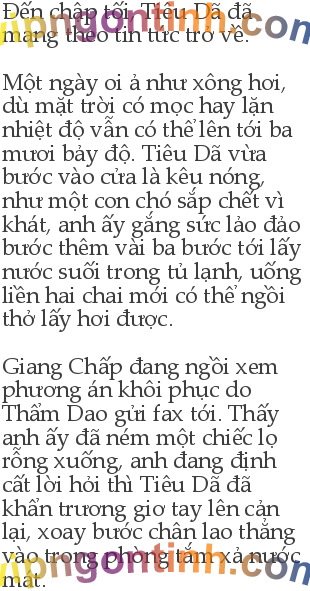 Đến chập tối, Tiêu Dã đã
mang theo tin tức trở về.
Một ngày oi ả như xông hơi,
dù mặt trời có mọc hay lặn
nhiệt độ vẫn có thể lên tới ba
mươi bảy độ. Tiêu Dã vừa
bước vào cửa là kêu nóng,
như một con chó sắp chết vì
khát, anh ấy gắng sức lảo đảo
bước thêm vài ba bước tới lấy
nước suối trong tủ lạnh, uống
liền hai chai mới có thể ngồi
thở lấy hơi được.
Giang Chấp đang ngồi xem
phương án khôi phục do
Thẩm Dao gửi fax tới. Thấy
anh ấy đã ném một chiếc lọ
rỗng xuống, anh đang định
cất lời hỏi thì Tiêu Dã đã
khẩn trương giơ tay lên cản
lại, xoay bước chân lao thẳng
vào trong phòng tắm xả nước
mát.